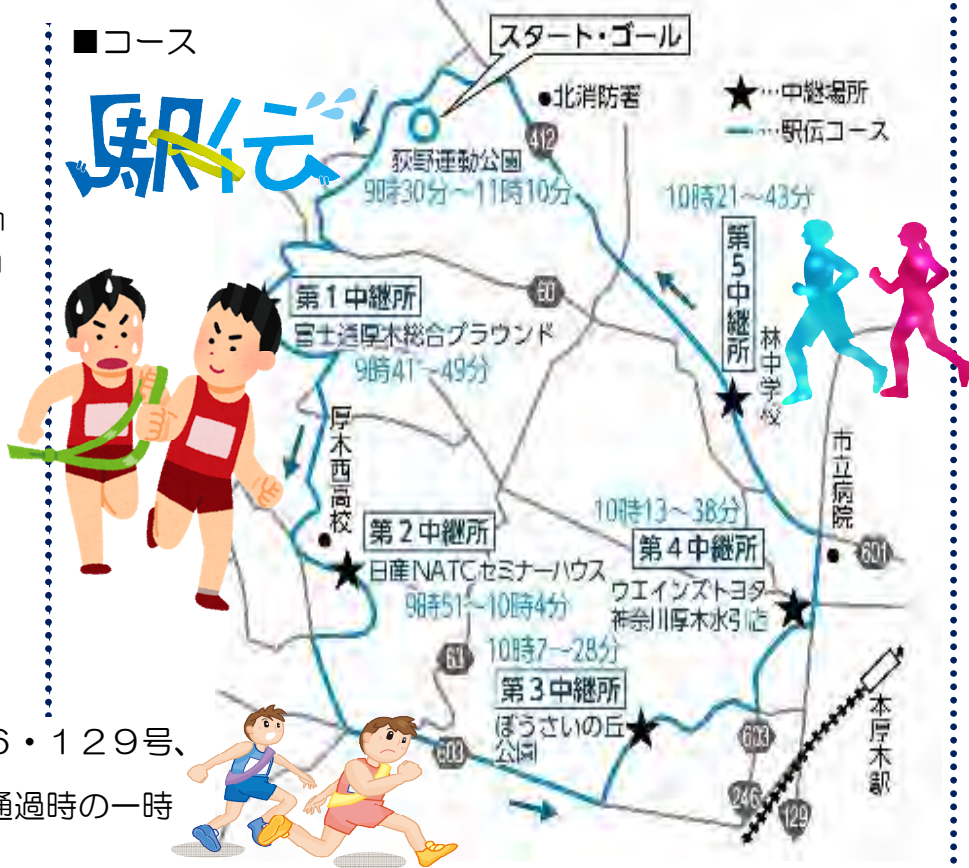 ■コース
駅伝
スタート・ゴール
●北消防署
★…中継場所
―…駅伝コース
412
荻野運動公園
9時30分～11時10分
10時21～43分
第5中継所
林中学校
60
第1中継所
富士通厚木総合グラウンド
9時41～49分
厚木西高校
市立病院
第2中継所
日産NATCセミナーハウス
9時51～10時4分
10時13～38分
第4中継所
ウエインズトヨタ
神奈川厚木水引店
601
63
10時7～28分
第3中継所
ぼうさいの丘
公園
603
603
本厚木駅
246
129
6・129号、
通過時の一時